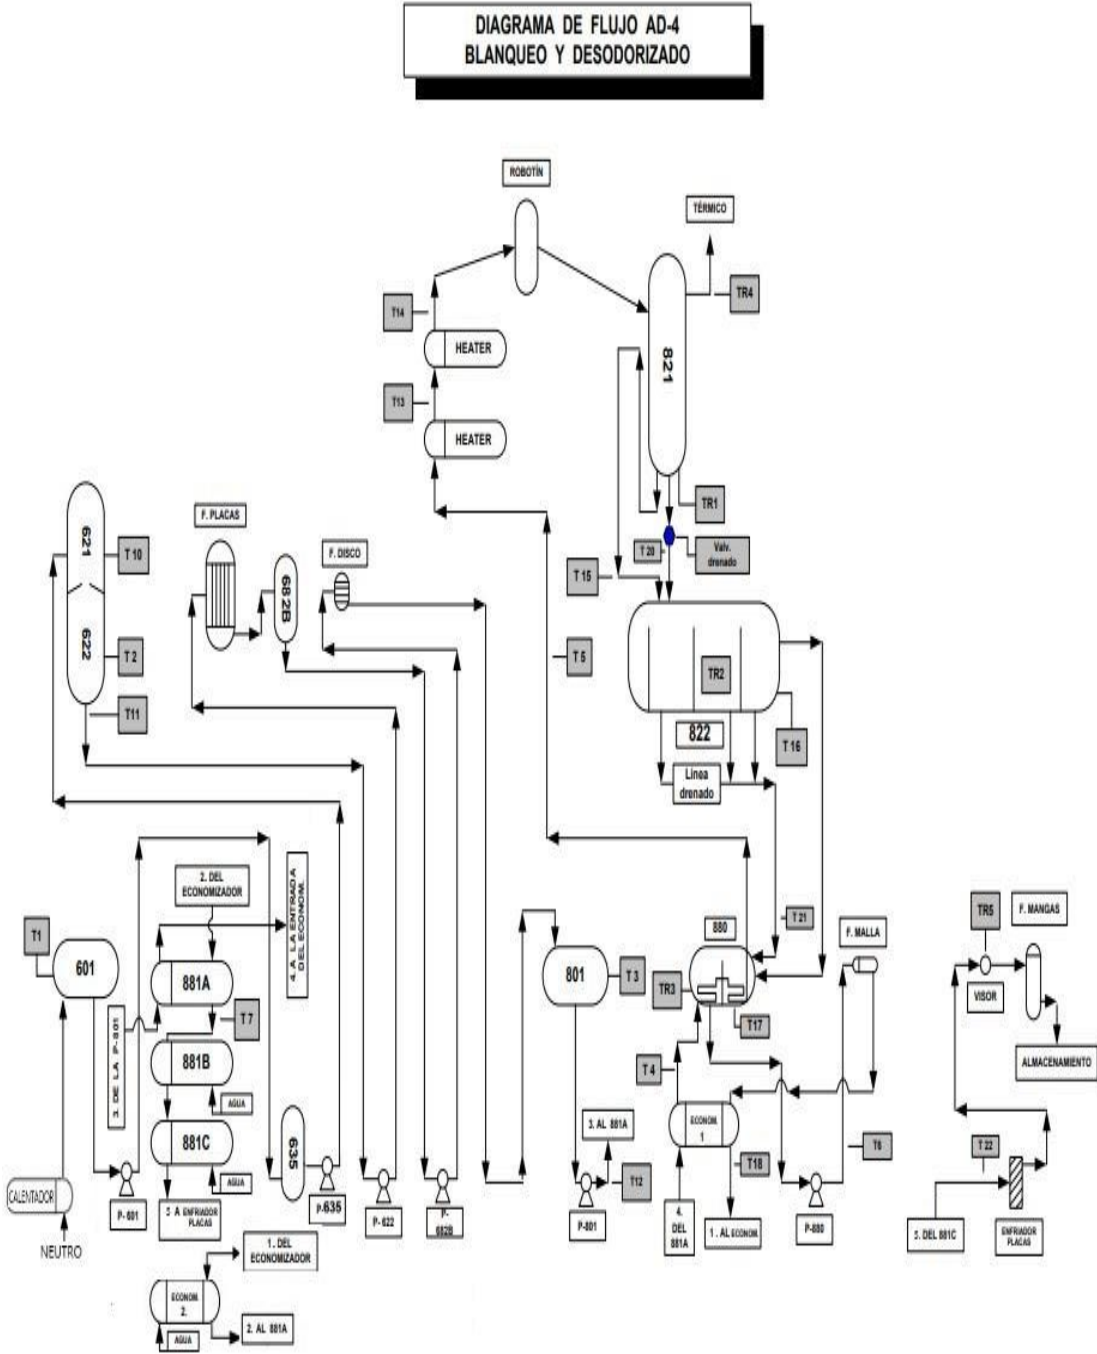 DIAGRAMA DE FLUJO AD-4
BLANQUEO Y DESODORIZADO
ROBOTÍN
TÉRMICO
T14
TR4
HEATER
821
T13
HEATER
TR1
621
F. PLACAS
T 10
682B
F. DISCO
T 20
Valv.
drenado
T 15
622
T 2
T 5
TR2
T11
822
T 16
Linea
drenado
2. DEL
ECONOMIZADOR
4. A LA ENTRADA
DEL ECONOM.
T1
601
881A
T 7
3. DE LA P-801
881B
AGUA
881C
AGUA
635
CALENTADOR
NEUTRO
P- 601
5 A ENFRIADOR
PLACAS
P-635
P- 622
P-
682B
1. DEL
ECONOMIZADOR
ECONOM.
2.
AGUA
2. AL 881A
801
T 3
880
T 21
TR3
T17
F. MALLA
T 4
ECONOM.
1
3. AL 881A
T12
P-801
T18
4.
DEL
881A
1 . AL ECONOM.
P-880
T6
TR5
F. MANGAS
VISOR
ALMACENAMIENTO
T 22
5. DEL 881C
ENFRIADOR
PLACAS